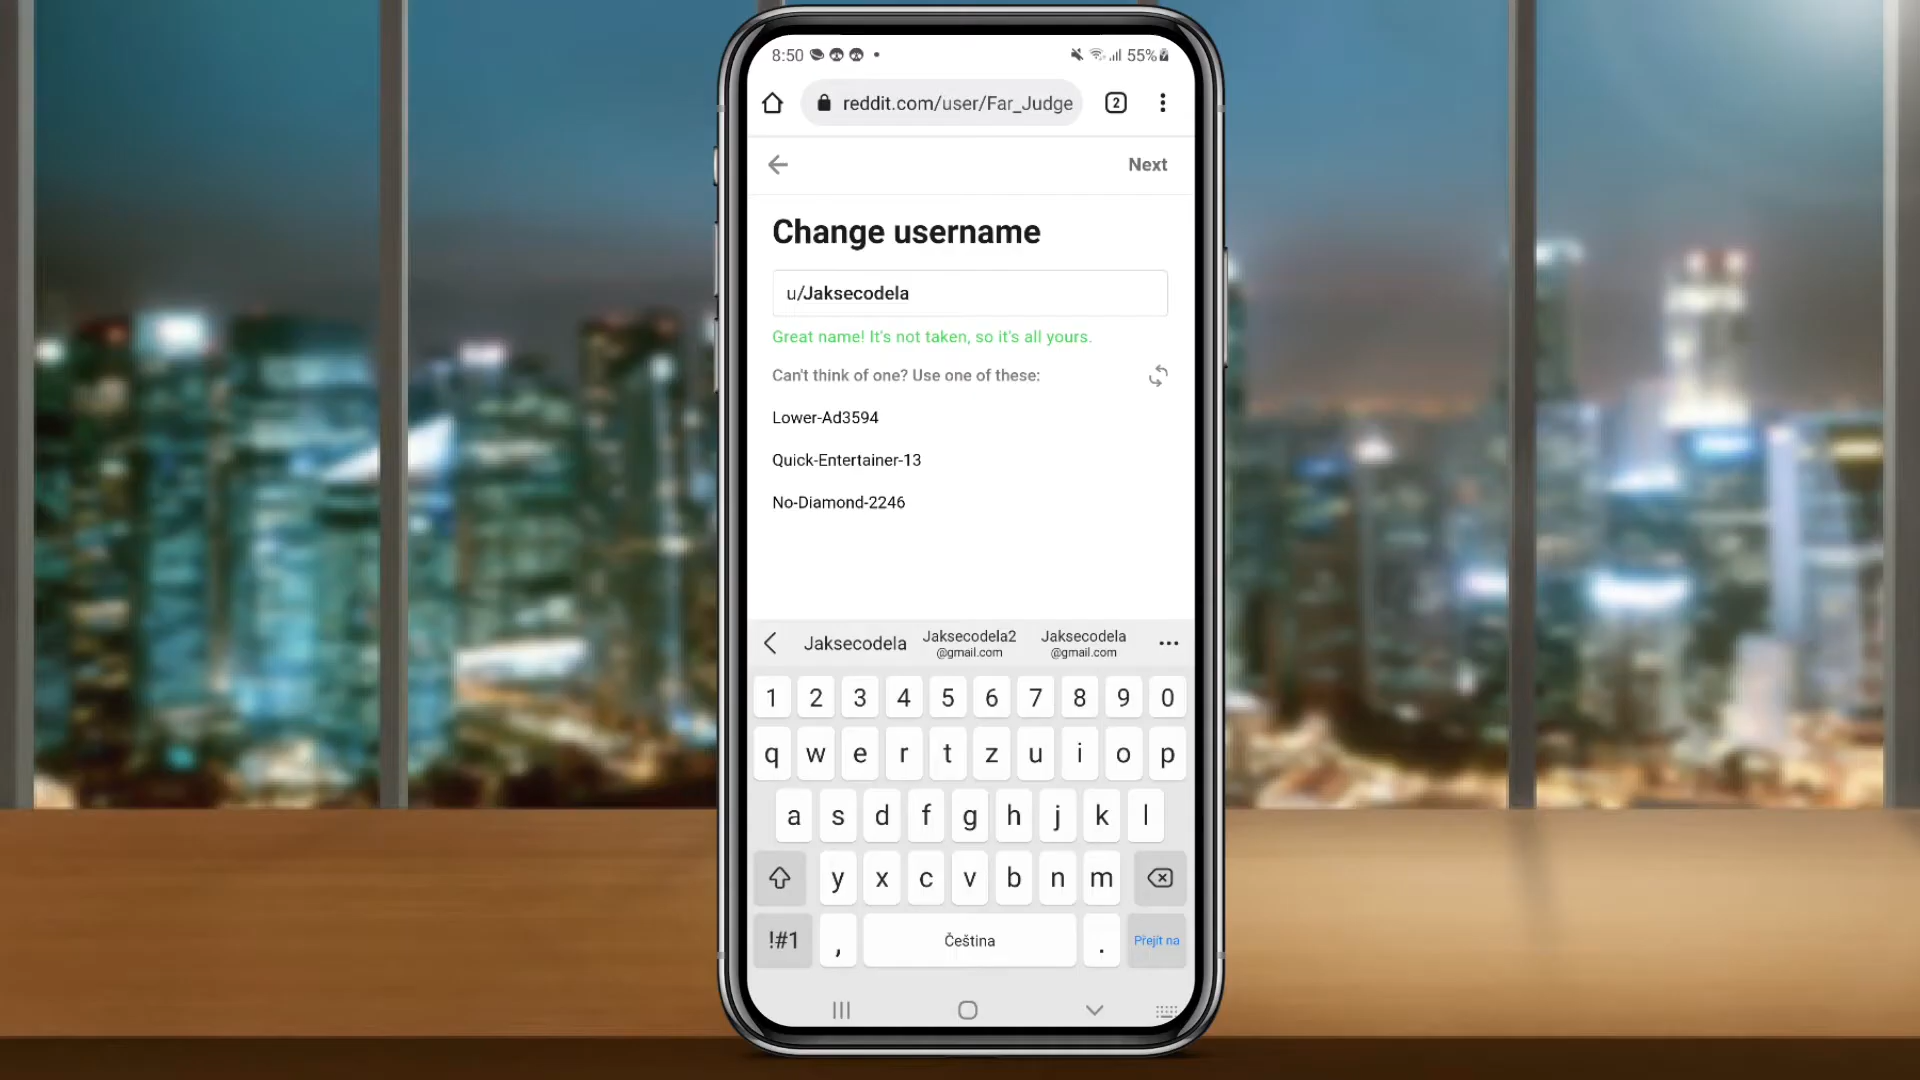 8:50
55%
reddit.com/user/Far_Judge
2
Next
Change username
u/Jaksecodela
Great name! It's not taken, so it's all yours.
Can't think of one? Use one of these:
Lower-Ad3594
Quick-Entertainer-13
No-Diamond-2246
Jaksecodela
Jaksecodela2
@gmail.com
Jaksecodela
@gmail.com
1 2 3 4 5 6 7 8 9 0
q w e r t z u i o p
a s d f g h j k l
y x c v b n m
!#1 , Čeština . Přejít na